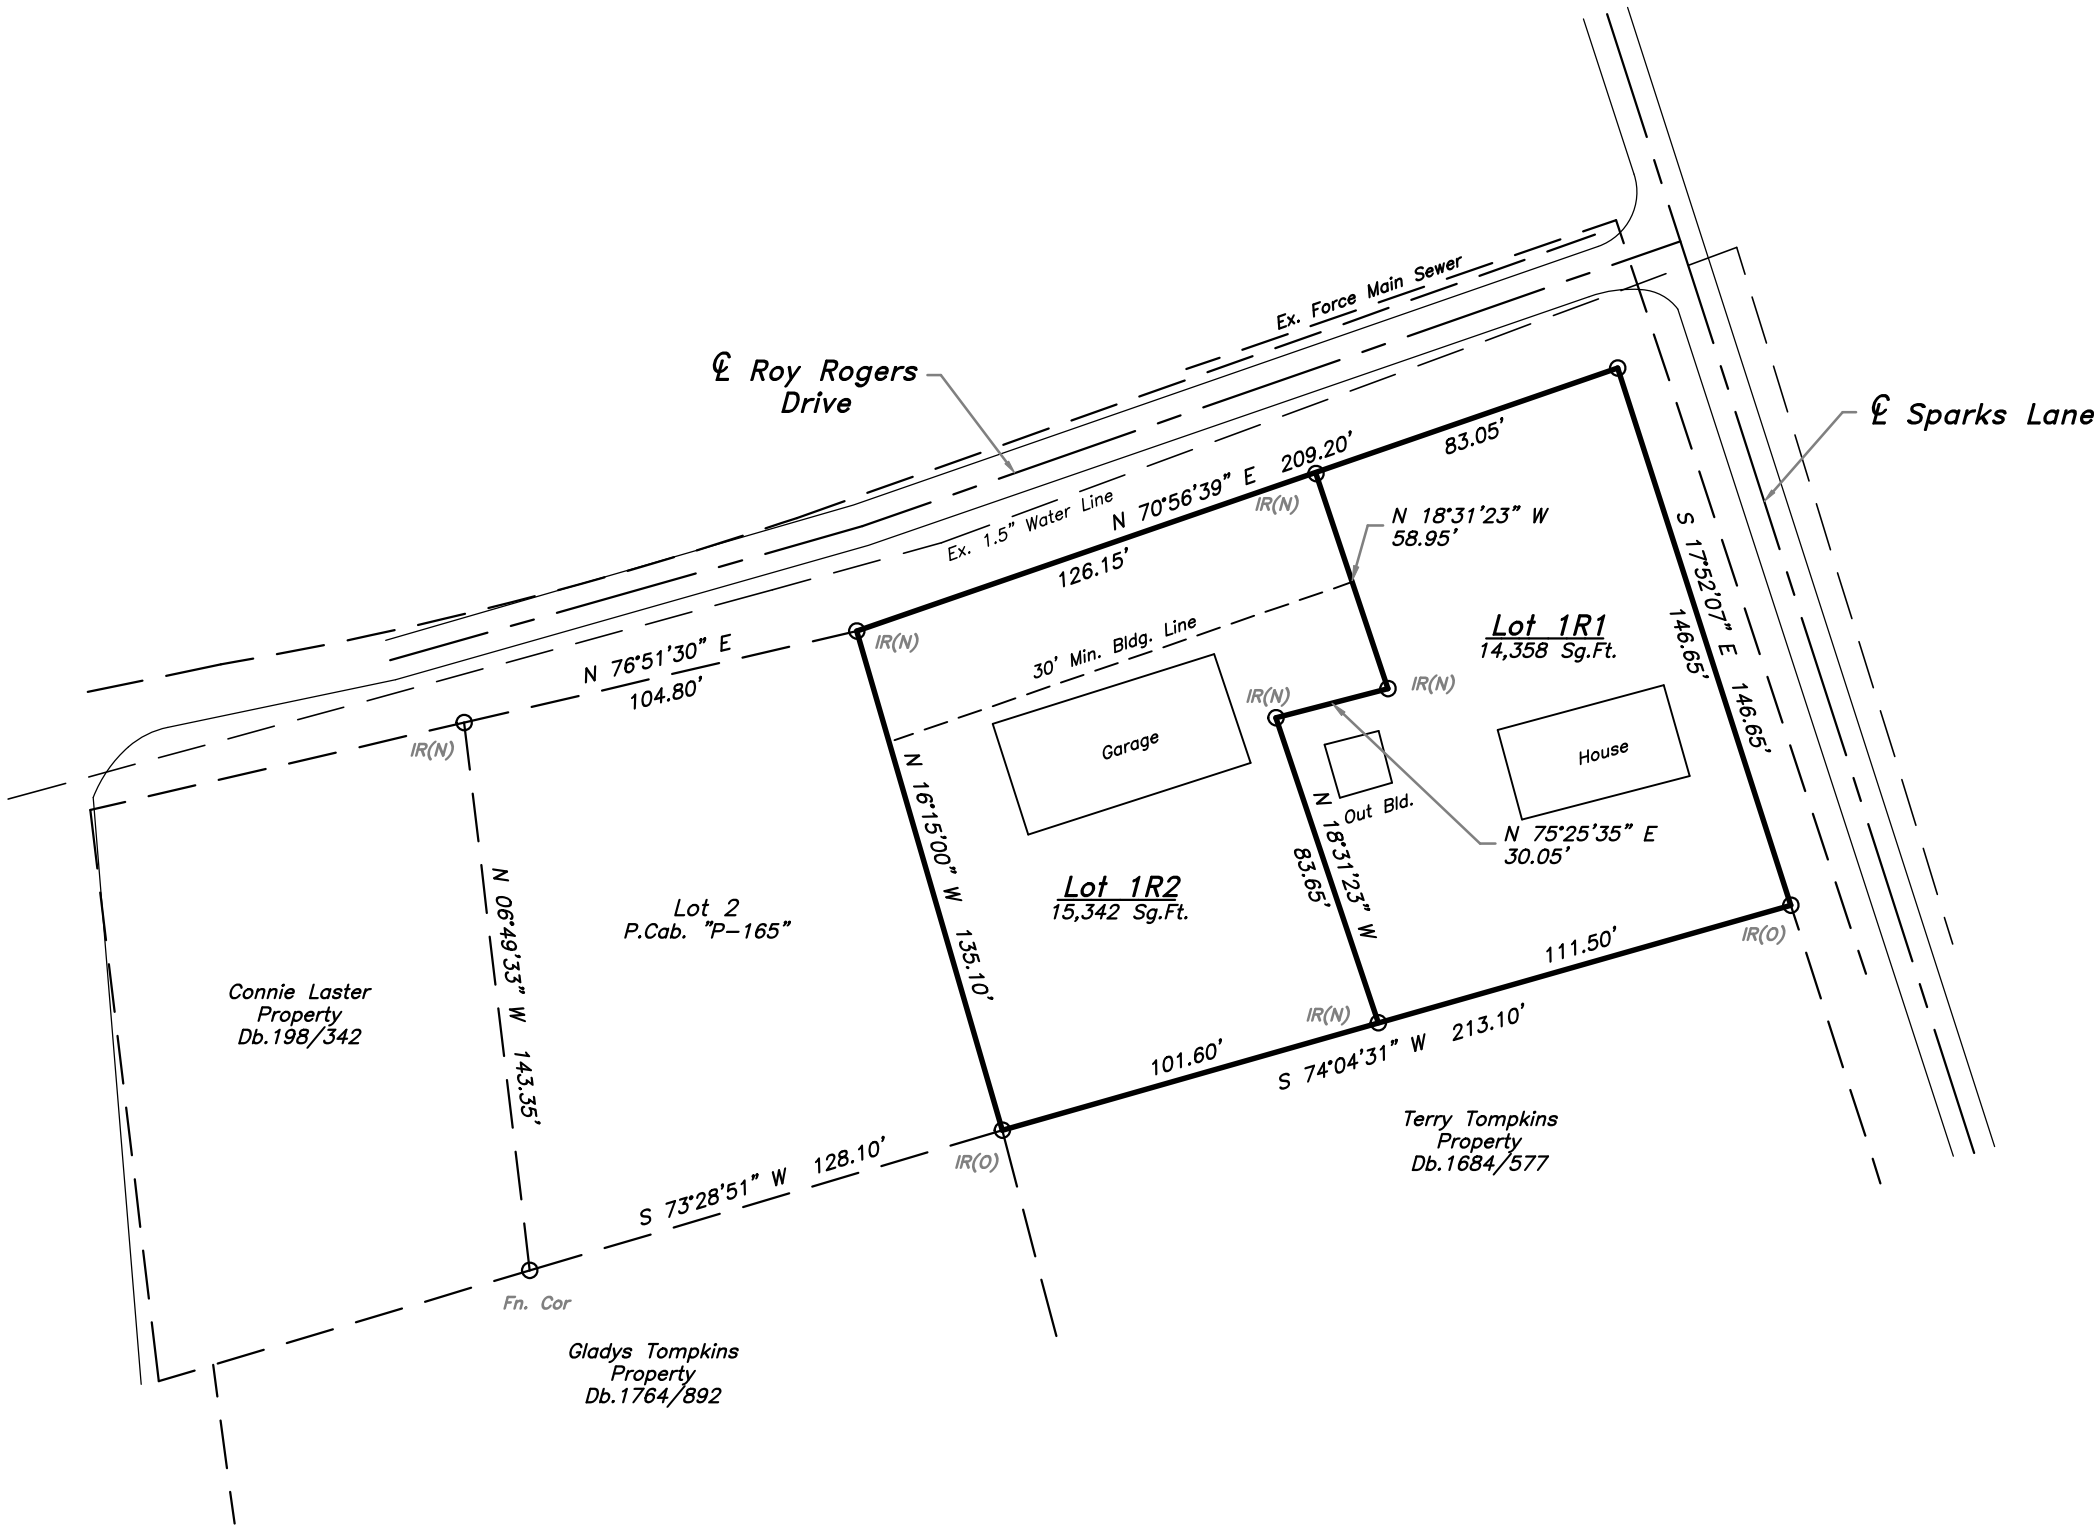 Ex. Force Main Sewer
℄ Roy Rogers
Drive
℄ Sparks Lane
209.20'
83.05'
N 70°56'39" E
IR(N)
Ex. 1.5" Water Line
126.15'
N 18°31'23" W
58.95'
S 17°52'07" E 146.65'
146.65'
Lot 1R1
14,358 Sg.Ft.
IR(N)
30' Min. Bldg. Line
N 76°51'30" E
104.80'
IR(N)
IR(N)
IR(N)
Garage
House
Out Bld.
N 75°25'35" E
30.05'
N 16°15'00" W 135.10'
N 18°31'23" W
83.65'
Lot 1R2
15,342 Sg.Ft.
Lot 2
P.Cab. "P-165"
N 06°49'33" W 143.35'
111.50'
IR(O)
Connie Laster
Property
Db.198/342
IR(N)
101.60'
S 74°04'31" W 213.10'
Terry Tompkins
Property
Db.1684/577
IR(O)
S 73°28'51" W 128.10'
Fn. Cor
Gladys Tompkins
Property
Db.1764/892